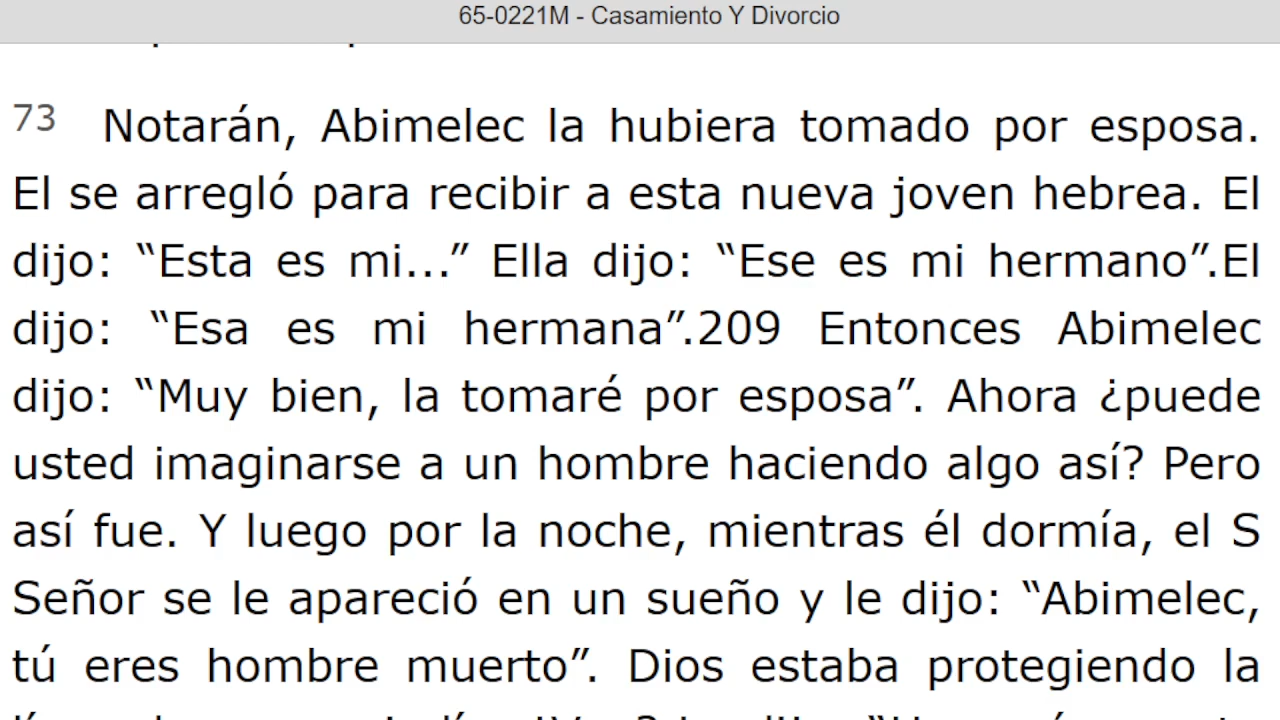 65-0221M - Casamiento Y Divorcio
73 Notarán, Abimelec la hubiera tomado por esposa.
El se arregló para recibir a esta nueva joven hebrea. El
dijo: “Esta es mi...” Ella dijo: “Ese es mi hermano”.El
dijo: “Esa es mi hermana”.209 Entonces Abimelec
dijo: “Muy bien, la tomaré por esposa”. Ahora ¿puede
usted imaginarse a un hombre haciendo algo así? Pero
así fue. Y luego por la noche, mientras él dormía, el S
Señor se le apareció en un sueño y le dijo: “Abimelec,
tú eres hombre muerto”. Dios estaba protegiendo la